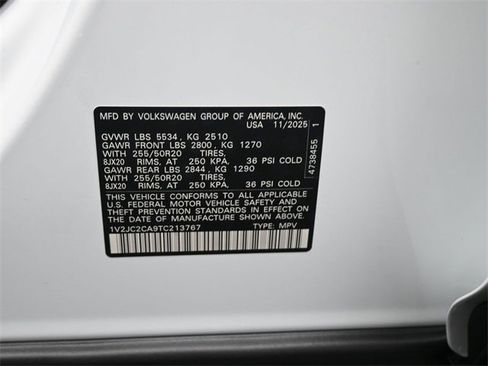 MFD BY VOLKSWAGEN GROUP OF AMERICA, INC.
USA 11/2025
GVWR LBS 5534 , KG 2510
GAWR FRONT LBS 2800 , KG 1270
WITH 255/50R20 TIRES,
8JX20 RIMS, AT 250 KPA, 36 PSI COLD
GAWR REAR LBS 2844 , KG 1290
WITH 255/50R20 TIRES,
8JX20 RIMS, AT 250 KPA, 36 PSI COLD
THIS VEHICLE CONFORMS TO ALL APPLICABLE
U.S. FEDERAL MOTOR VEHICLE SAFETY AND
THEFT PREVENTION STANDARDS IN EFFECT ON
THE DATE OF MANUFACTURE SHOWN ABOVE.
1V2JC2CA9TC213767 TYPE: MPV
4738455 1